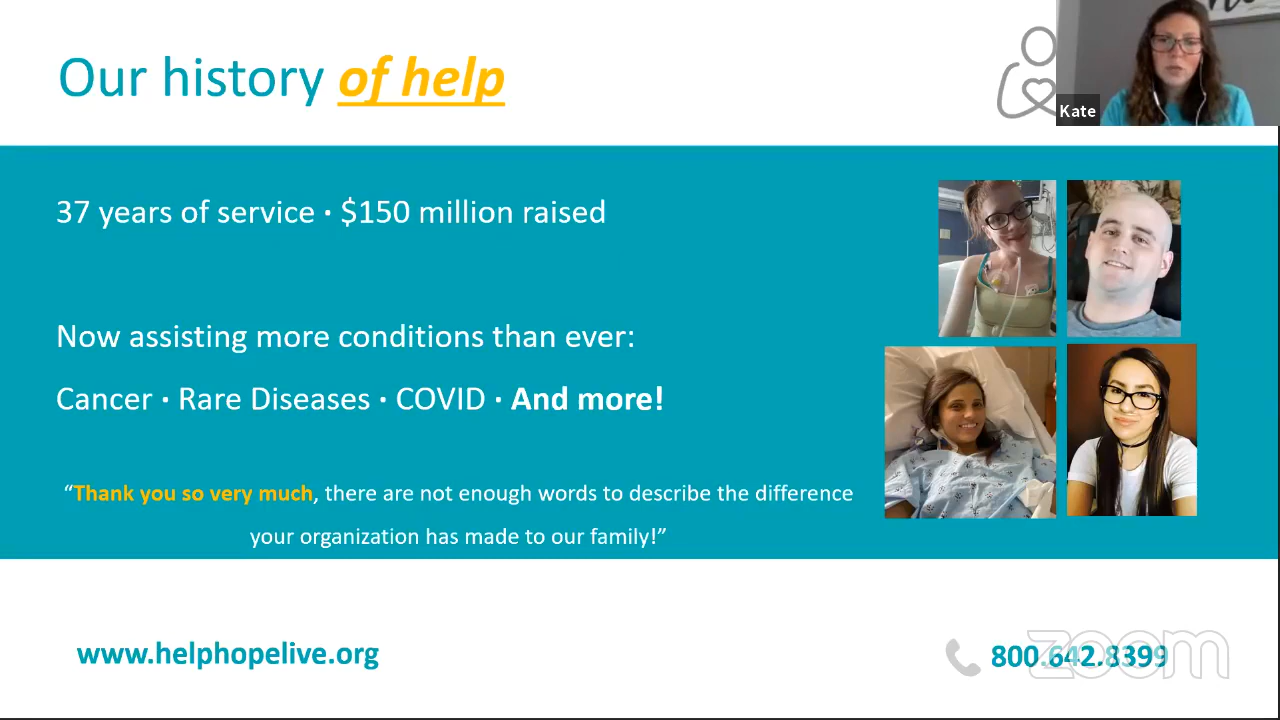 Our history of help
Kate
37 years of service · $150 million raised
Now assisting more conditions than ever:
Cancer · Rare Diseases · COVID · And more!
“Thank you so very much, there are not enough words to describe the difference
your organization has made to our family!”
www.helphopelive.org
800.642.8399
zoom